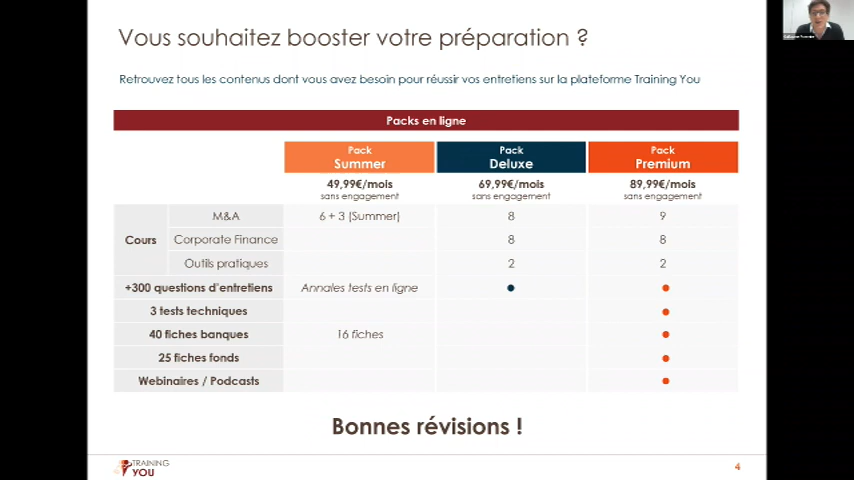 Vous souhaitez booster votre préparation ?
Retrouvez tous les contenus dont vous avez besoin pour réussir vos entretiens sur la plateforme Training You
Packs en ligne
Pack Summer
Pack Deluxe
Pack Premium
49,99€/mois
69,99€/mois
89,99€/mois
sans engagement
sans engagement
sans engagement
Cours
M&A 6 + 3 (Summer) 8 9
Corporate Finance 8 8
Outils pratiques 2 2
+300 questions d'entretiens Annales tests en ligne
3 tests techniques
40 fiches banques 16 fiches
25 fiches fonds
Webinaires / Podcasts
Bonnes révisions !
TRAINING
YOU
4